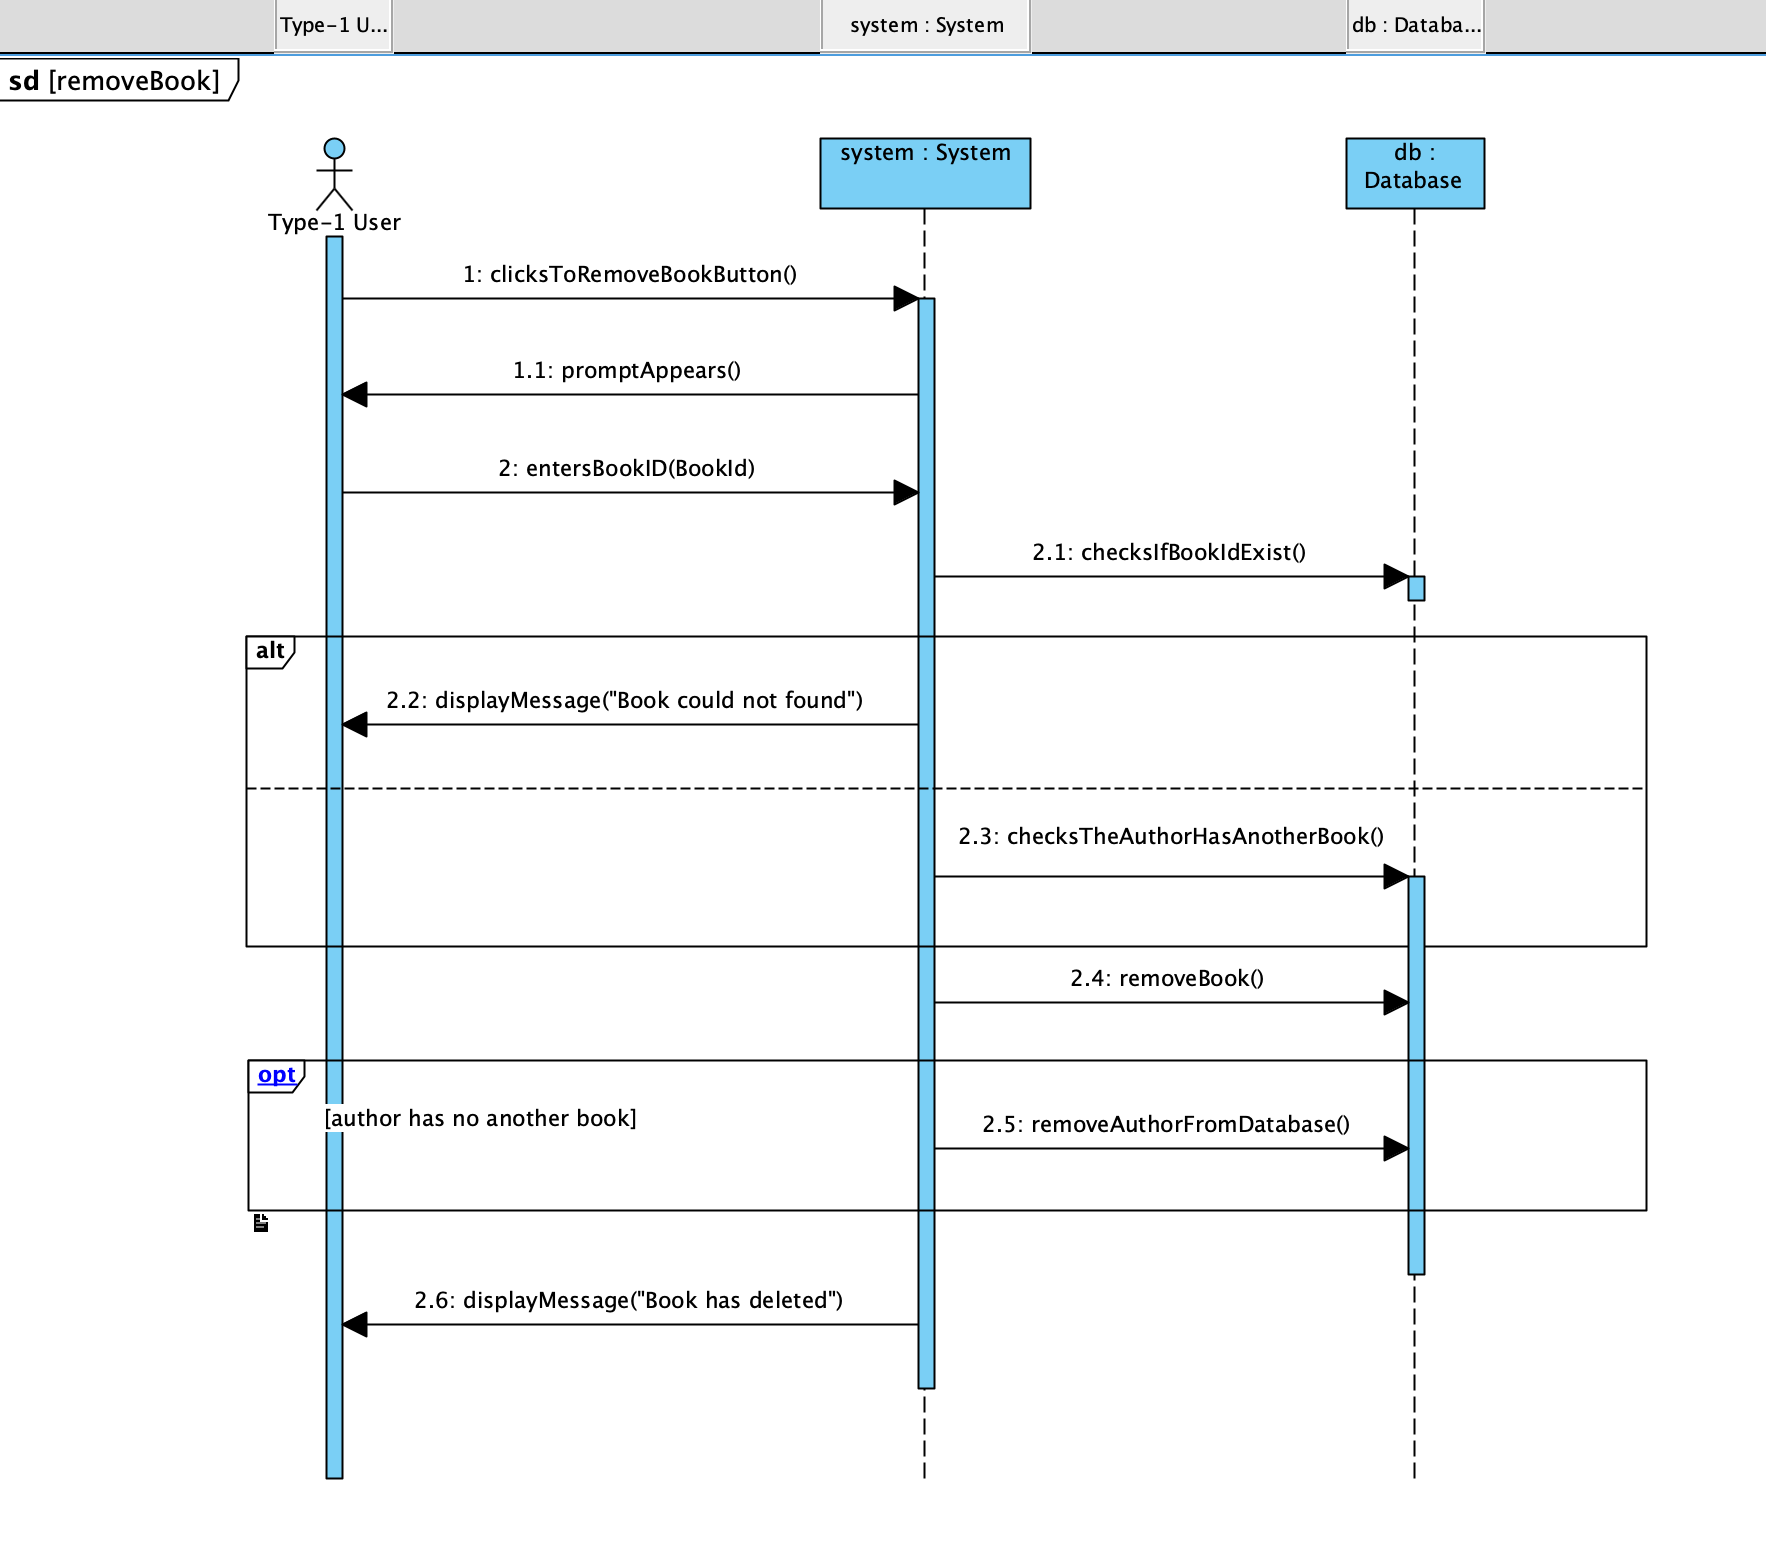 Type-1 U...
system : System
db : Databa...
sd [removeBook]
system : System
db :
Database
Type-1 User
1: clicksToRemoveBookButton()
1.1: promptAppears()
2: entersBookID(BookId)
2.1: checksIfBookIdExist()
alt
2.2: displayMessage("Book could not found")
2.3: checksTheAuthorHasAnotherBook()
2.4: removeBook()
opt
[author has no another book]
2.5: removeAuthorFromDatabase()
2.6: displayMessage("Book has deleted")